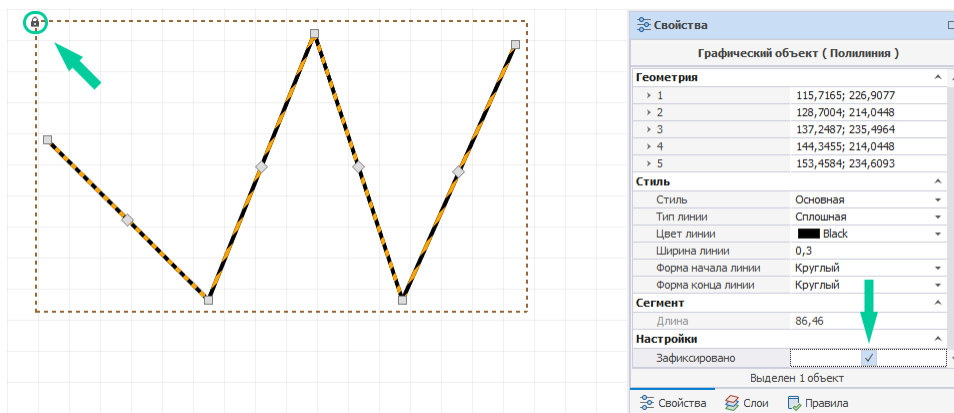 Свойства
Графический объект ( Полилиния )
Геометрия
1 115,7165; 226,9077
2 128,7004; 214,0448
3 137,2487; 235,4964
4 144,3455; 214,0448
5 153,4584; 234,6093
Стиль
Стиль Основная
Тип линии Сплошная
Цвет линии Black
Ширина линии 0,3
Форма начала линии Круглый
Форма конца линии Круглый
Сегмент
Длина 86,46
Настройки
Зафиксировано
Выделен 1 объект
Свойства Слои Правила